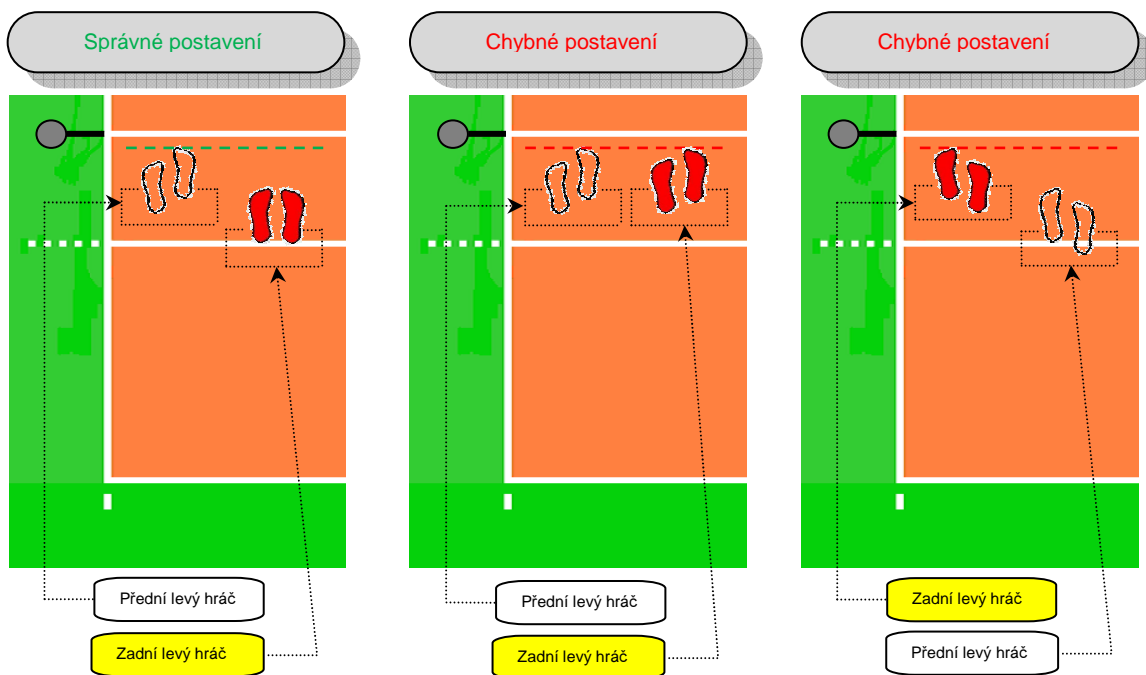 Správné postavení
Chybné postavení
Chybné postavení
Přední levý hráč
Zadní levý hráč
Přední levý hráč
Zadní levý hráč
Zadní levý hráč
Přední levý hráč